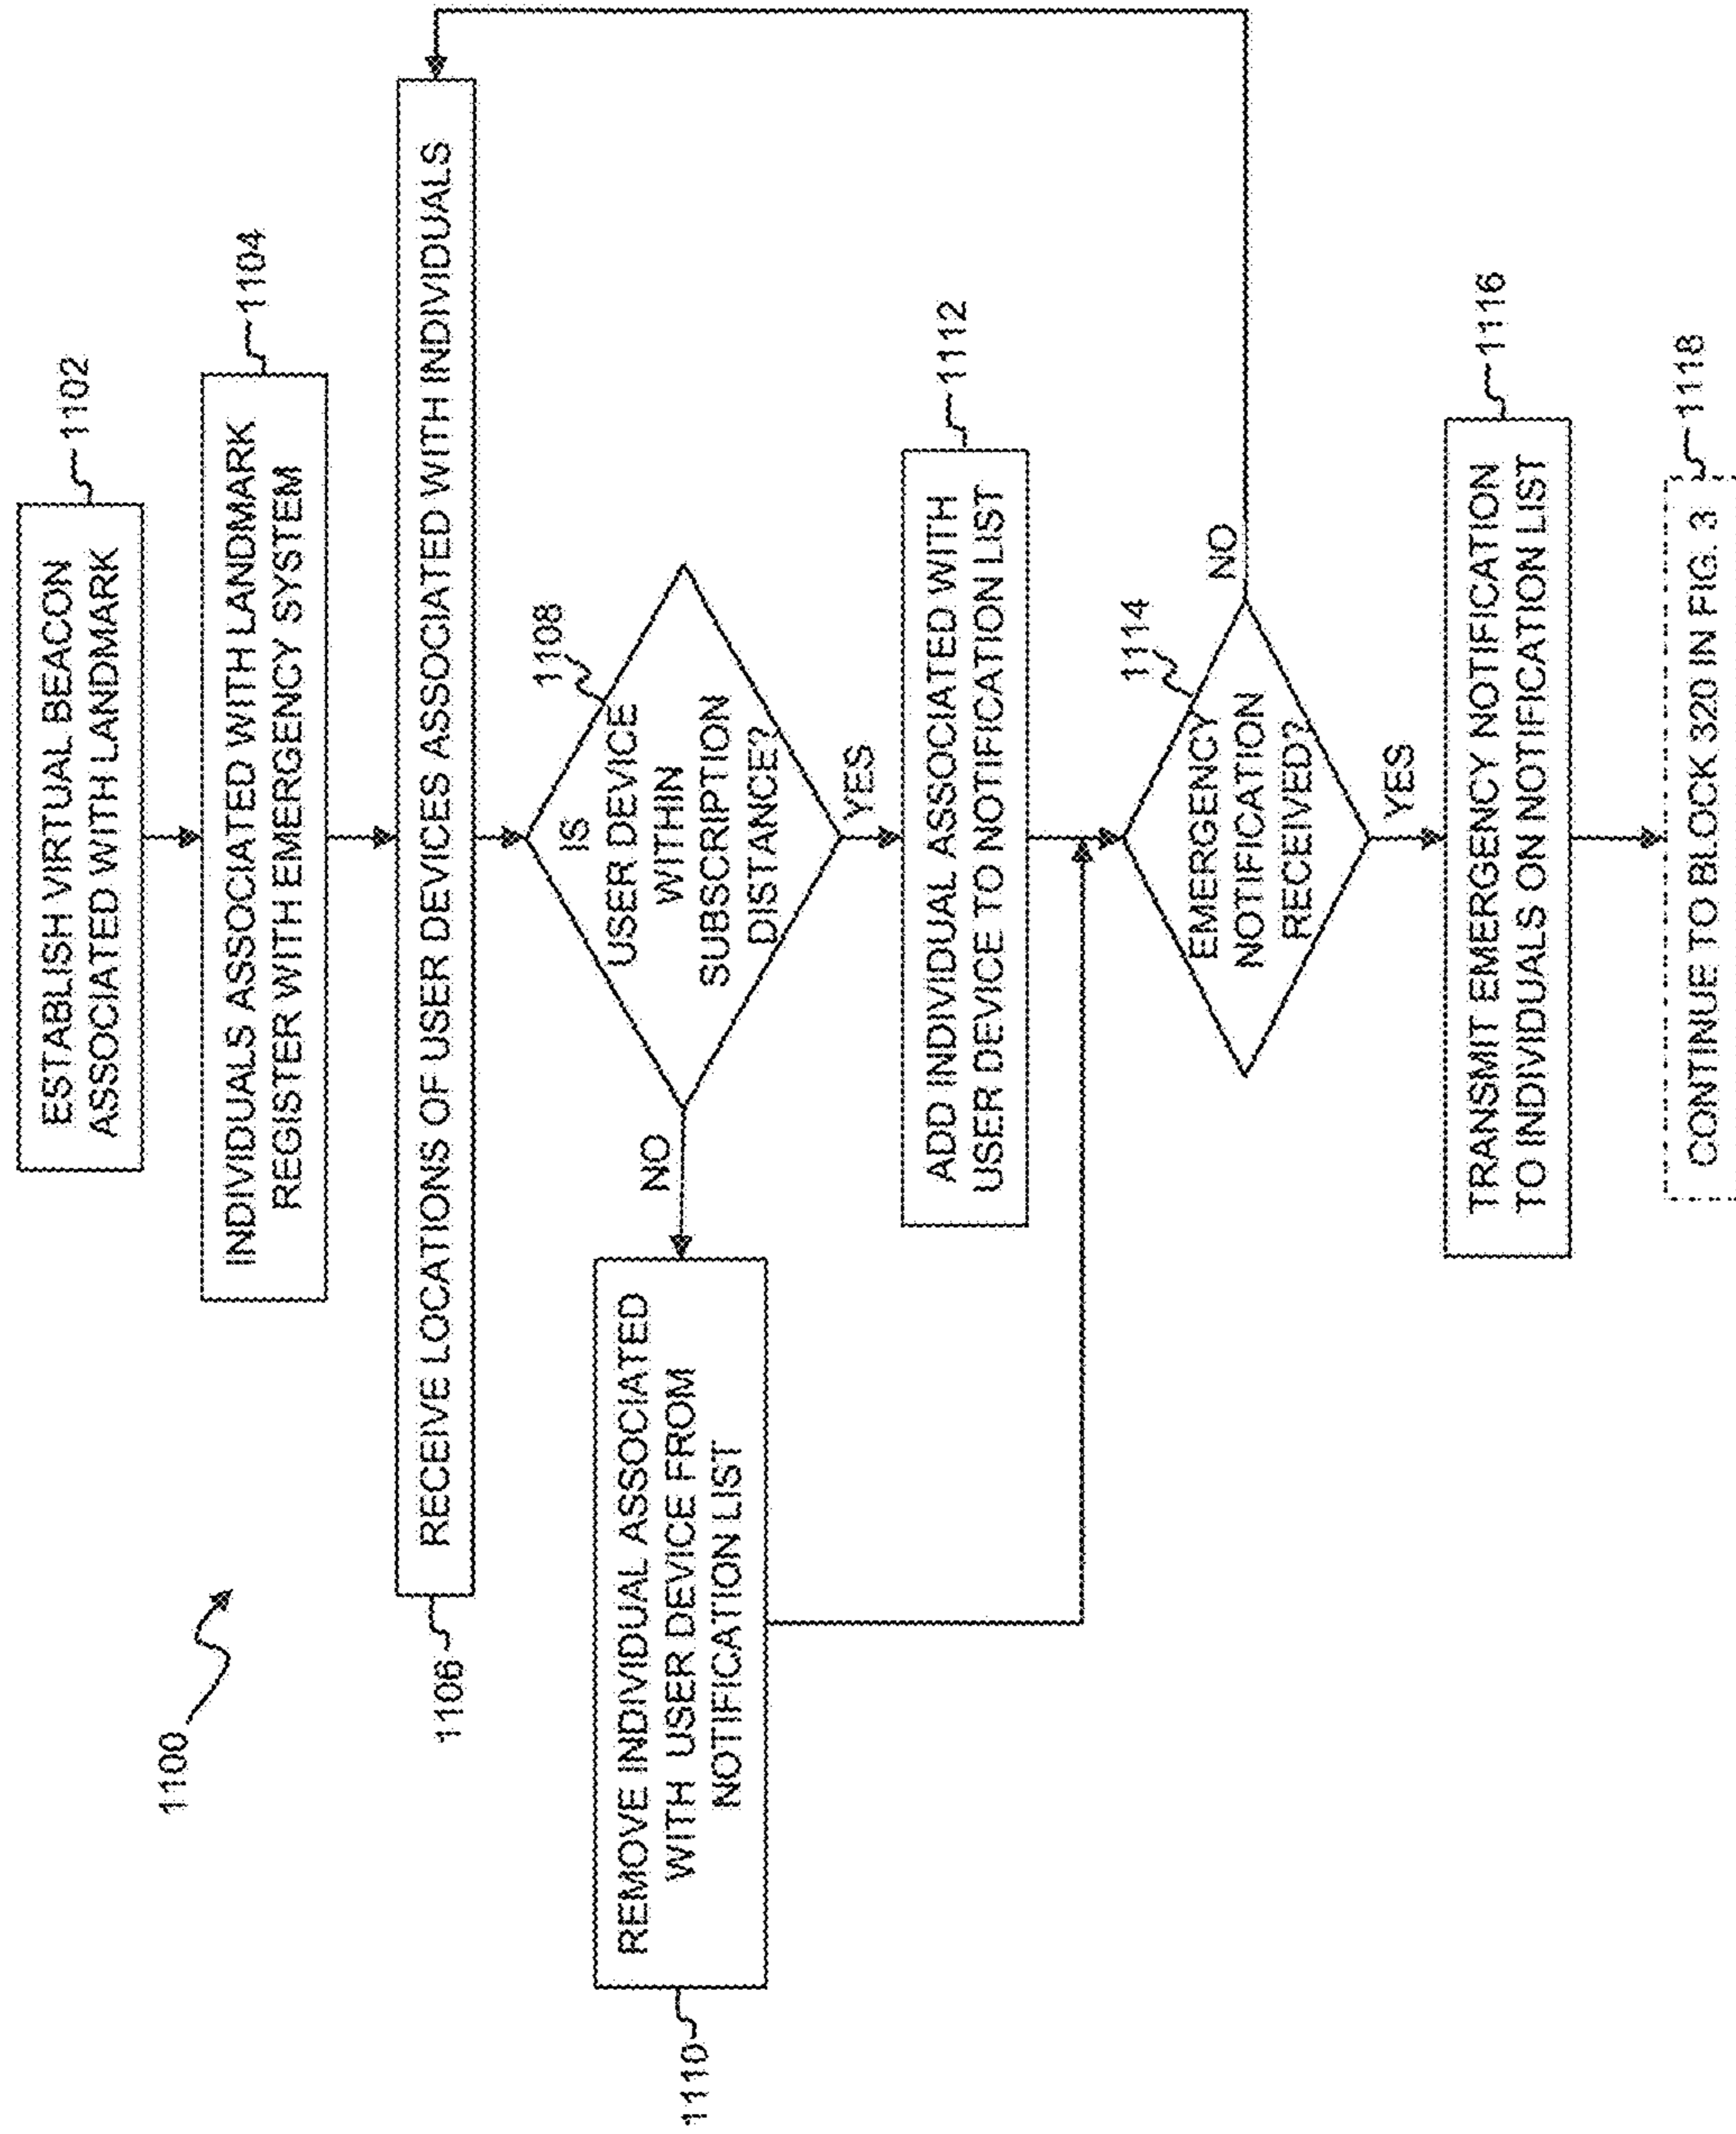 1100
ESTABLISH VIRTUAL BEACON
ASSOCIATED WITH LANDMARK
1102
INDIVIDUALS ASSOCIATED WITH LANDMARK
REGISTER WITH EMERGENCY SYSTEM
1104
RECEIVE LOCATIONS OF USER DEVICES ASSOCIATED WITH INDIVIDUALS
1106
IS
USER DEVICE
WITHIN
SUBSCRIPTION
DISTANCE?
1108
NO
YES
REMOVE INDIVIDUAL ASSOCIATED
WITH USER DEVICE FROM
NOTIFICATION LIST
1110
ADD INDIVIDUAL ASSOCIATED WITH
USER DEVICE TO NOTIFICATION LIST
1112
EMERGENCY
NOTIFICATION
RECEIVED?
1114
NO
YES
TRANSMIT EMERGENCY NOTIFICATION
TO INDIVIDUALS ON NOTIFICATION LIST
1116
CONTINUE TO BLOCK 320 IN FIG. 3
1118